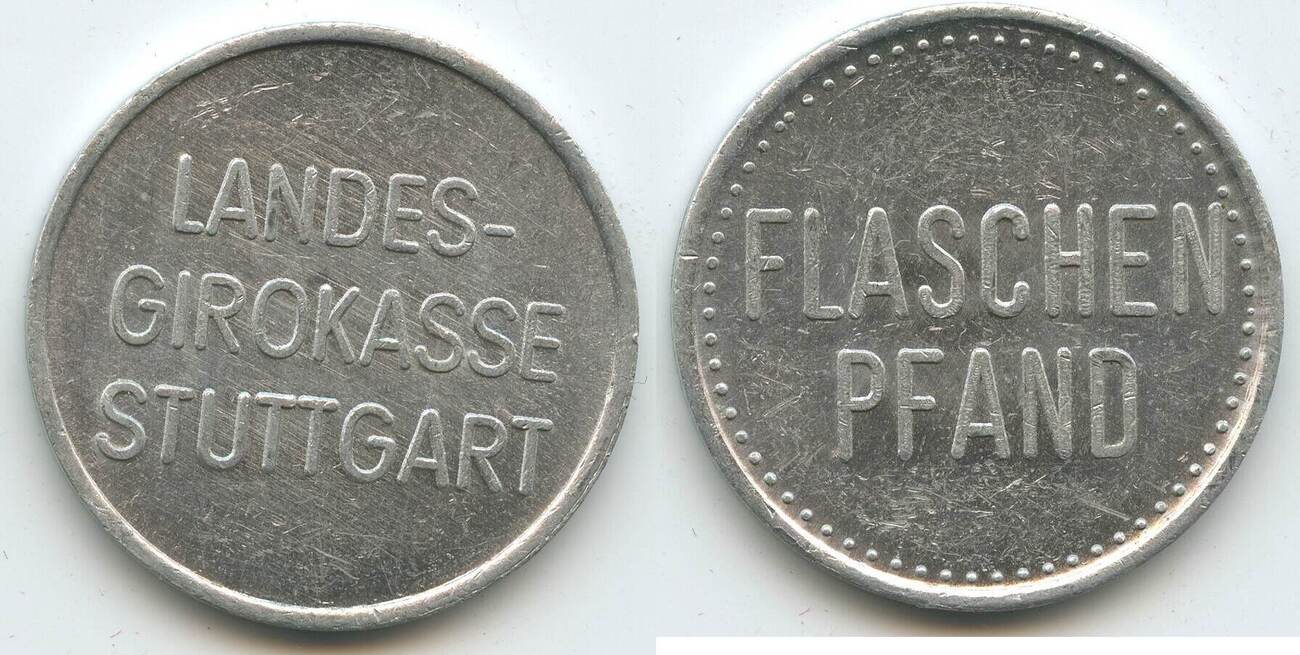 LANDES-
GIROKASSE
STUTTGART
FLASCHEN
PFAND